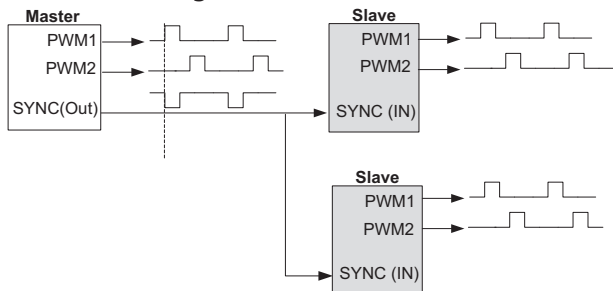 Master
PWM1
PWM2
SYNC(Out)
Slave
PWM1
PWM2
SYNC (IN)
Slave
PWM1
PWM2
SYNC (IN)